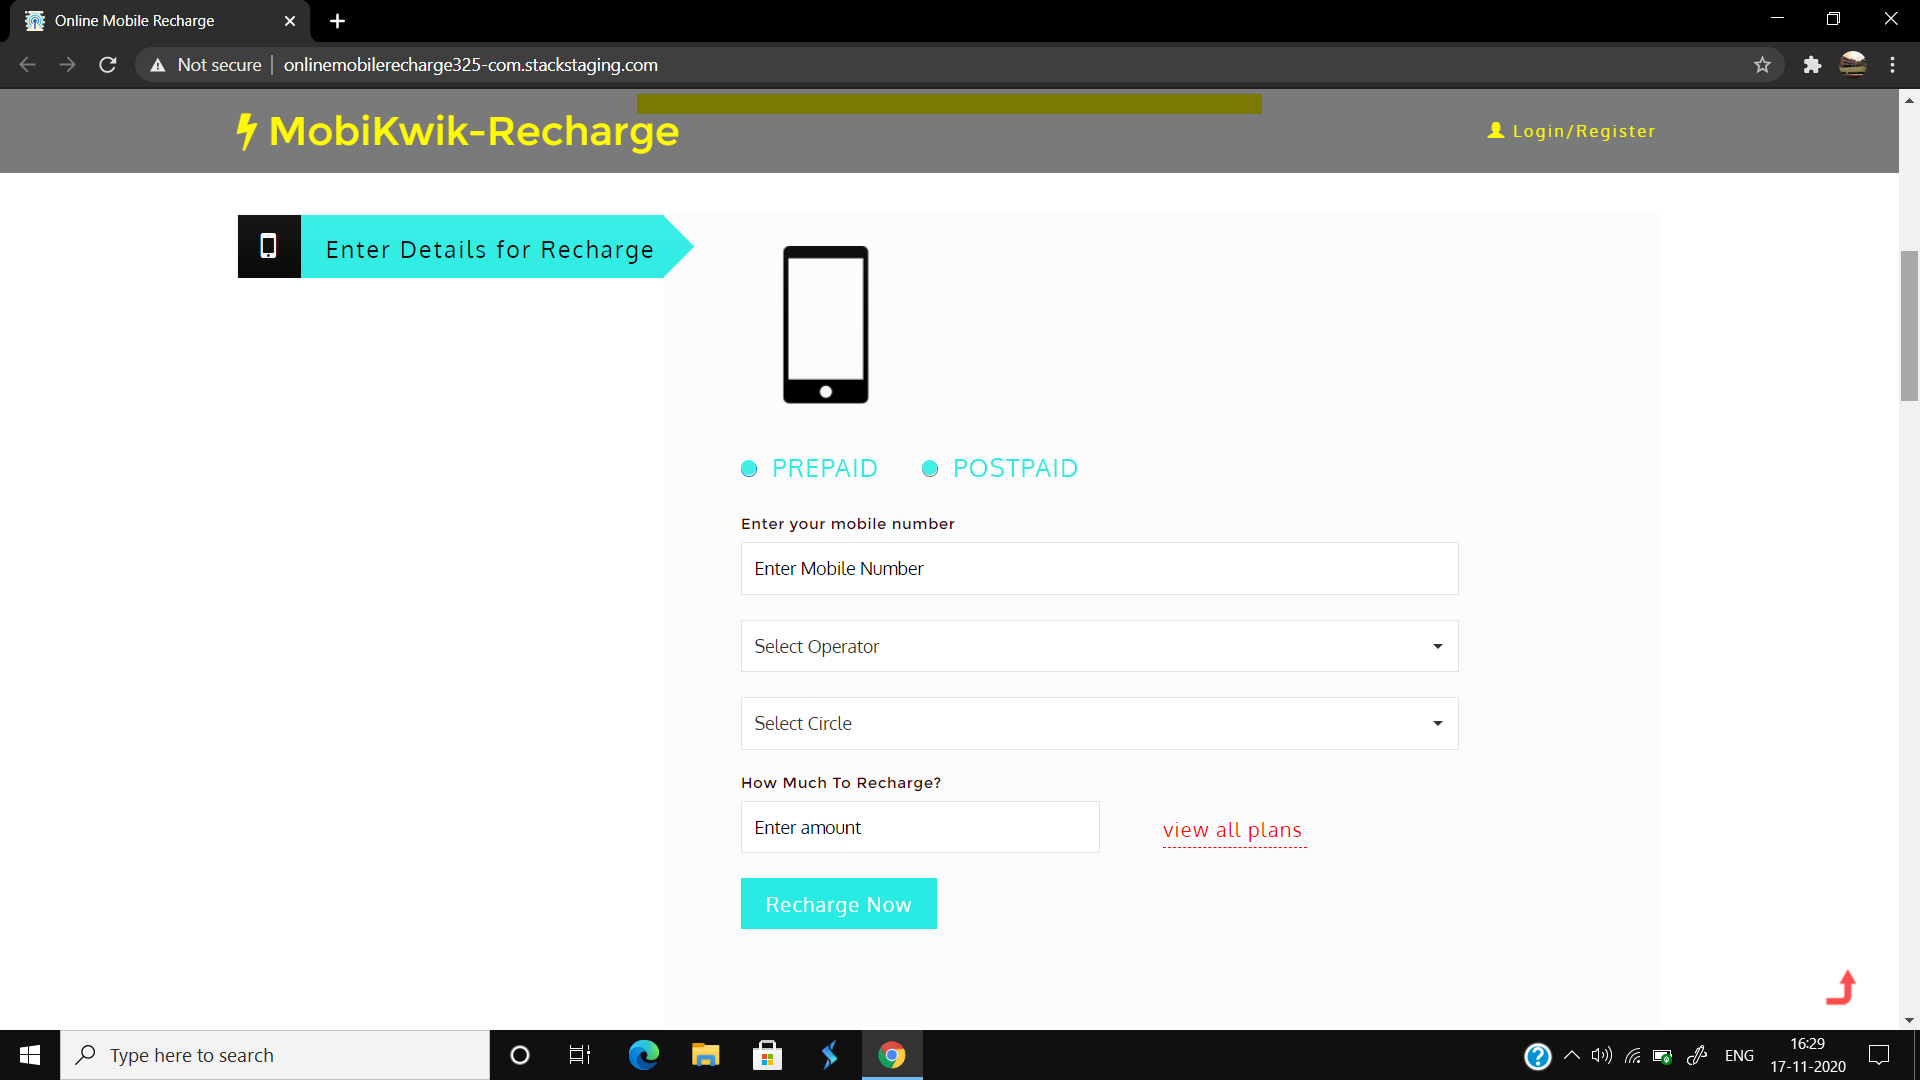 Online Mobile Recharge
Not secure
onlinemobilerecharge325-com.stackstaging.com
MobiKwik-Recharge
Login/Register
Enter Details for Recharge
PREPAID POSTPAID
Enter your mobile number
Enter Mobile Number
Select Operator
Select Circle
How Much To Recharge?
Enter amount
view all plans
Recharge Now
Type here to search
ENG
16:29
17-11-2020